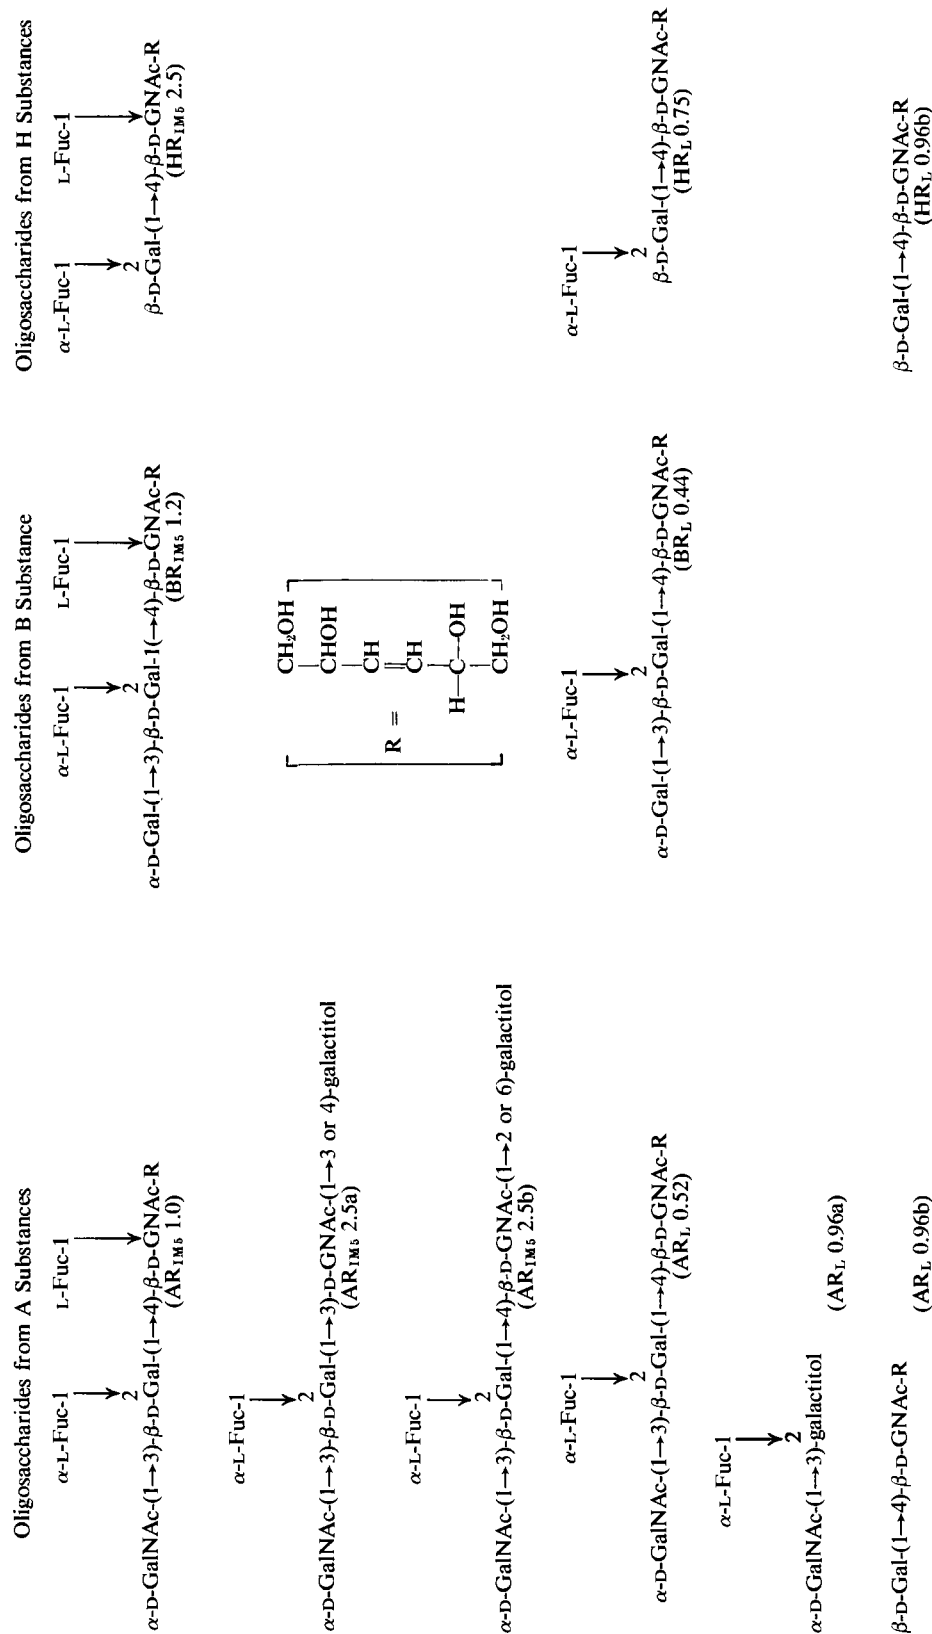 Oligosaccharides from A Substances
α-L-Fuc-1 L-Fuc-1
2
α-D-GalNAc-(1→3)-β-D-Gal-(1→4)-β-D-GNAc-R
(AR_IM5 1.0)
α-L-Fuc-1
2
α-D-GalNAc-(1→3)-β-D-Gal-(1→3)-D-GNAc-(1→3 or 4)-galactitol
(AR_IM5 2.5a)
α-L-Fuc-1
2
α-D-GalNAc-(1→3)-β-D-Gal-(1→4)-β-D-GNAc-(1→2 or 6)-galactitol
(AR_IM5 2.5b)
α-L-Fuc-1
2
α-D-GalNAc-(1→3)-β-D-Gal-(1→4)-β-D-GNAc-R
(AR_L 0.52)
α-L-Fuc-1
2
α-D-GalNAc-(1→3)-galactitol
(AR_L 0.96a)
β-D-Gal-(1→4)-β-D-GNAc-R
(AR_L 0.96b)
Oligosaccharides from B Substance
α-L-Fuc-1 L-Fuc-1
2
α-D-Gal-(1→3)-β-D-Gal-1(→4)-β-D-GNAc-R
(BR_IM5 1.2)
CH₂OH
CHOH
CH
R =
CH
H—C—OH
CH₂OH
α-L-Fuc-1
2
α-D-Gal-(1→3)-β-D-Gal-(1→4)-β-D-GNAc-R
(BR_L 0.44)
Oligosaccharides from H Substances
α-L-Fuc-1 L-Fuc-1
2
β-D-Gal-(1→4)-β-D-GNAc-R
(HR_IM5 2.5)
α-L-Fuc-1
2
β-D-Gal-(1→4)-β-D-GNAc-R
(HR_L 0.75)
β-D-Gal-(1→4)-β-D-GNAc-R
(HR_L 0.96b)